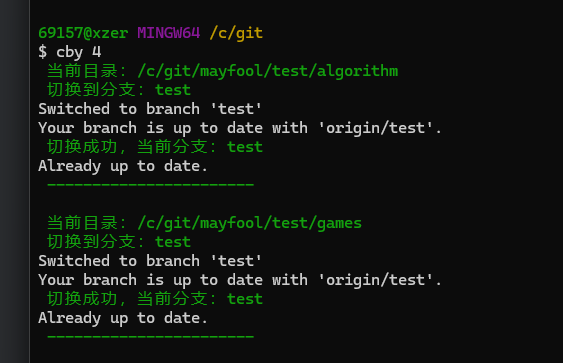 69157@xzer MINGW64 /c/git
$ cby 4
当前目录：/c/git/mayfool/test/algorithm
切换到分支：test
Switched to branch 'test'
Your branch is up to date with 'origin/test'.
切换成功，当前分支：test
Already up to date.
-----------------------
当前目录：/c/git/mayfool/test/games
切换到分支：test
Switched to branch 'test'
Your branch is up to date with 'origin/test'.
切换成功，当前分支：test
Already up to date.
-----------------------